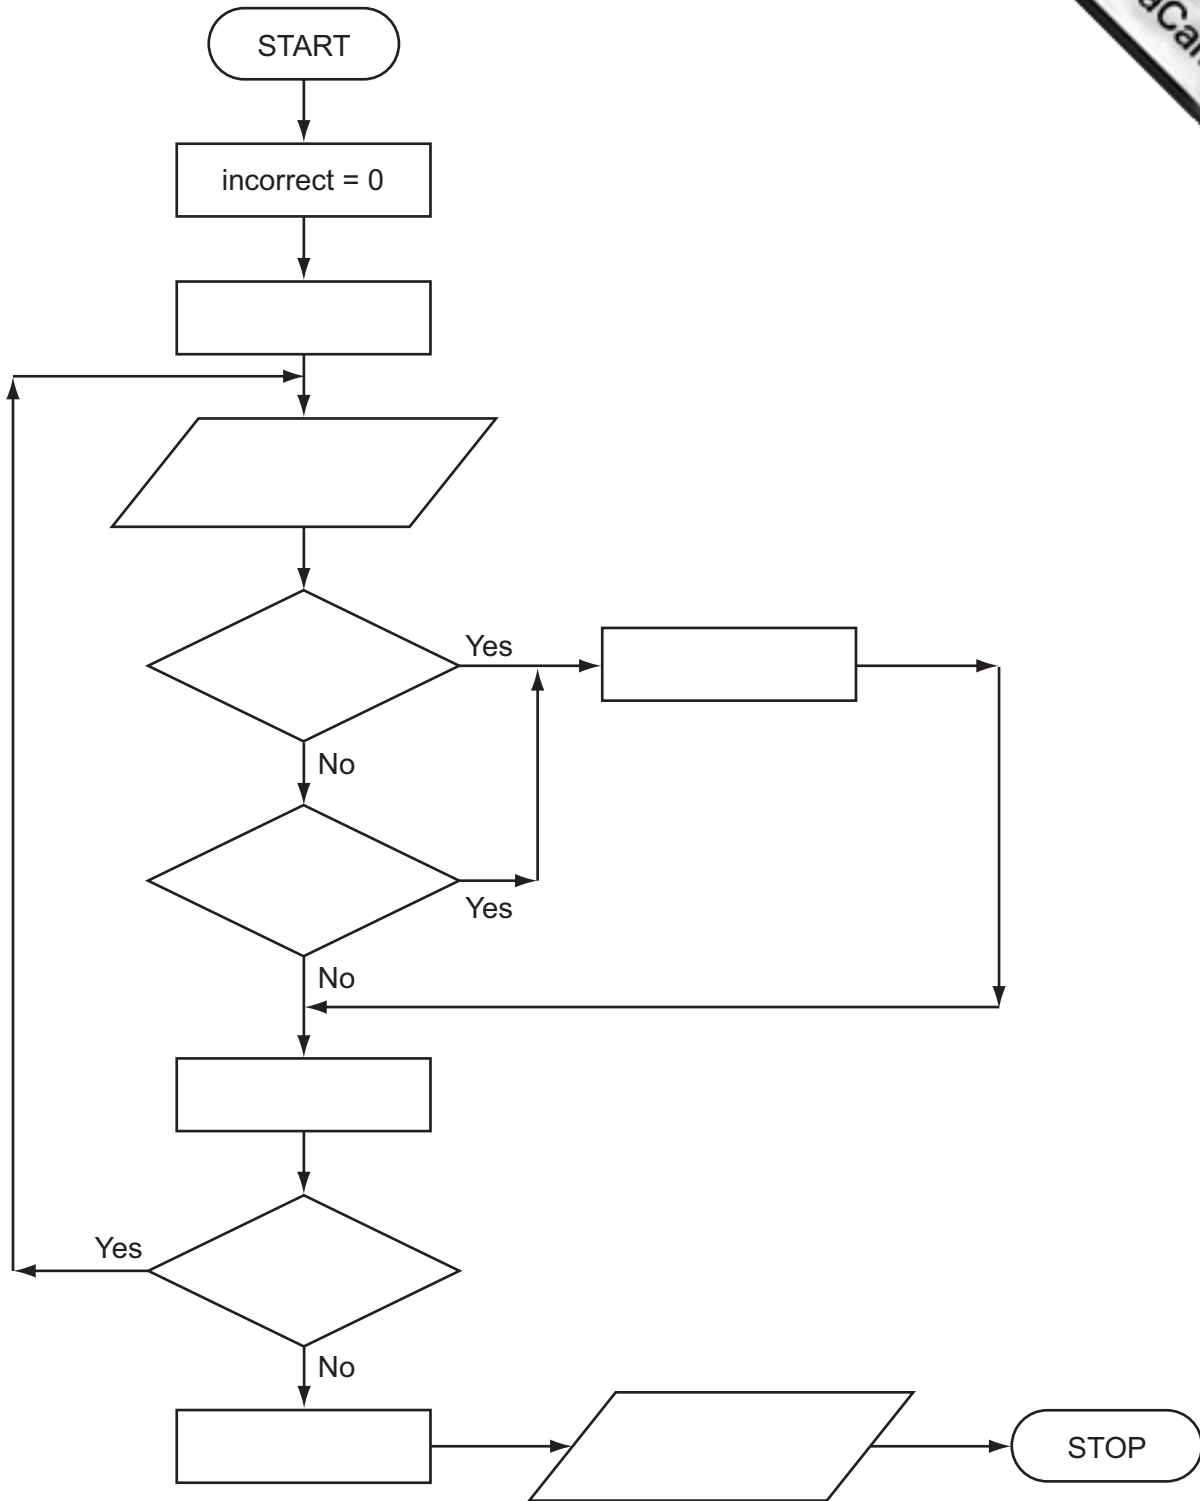 START
incorrect = 0
Yes
No
Yes
No
Yes
No
STOP